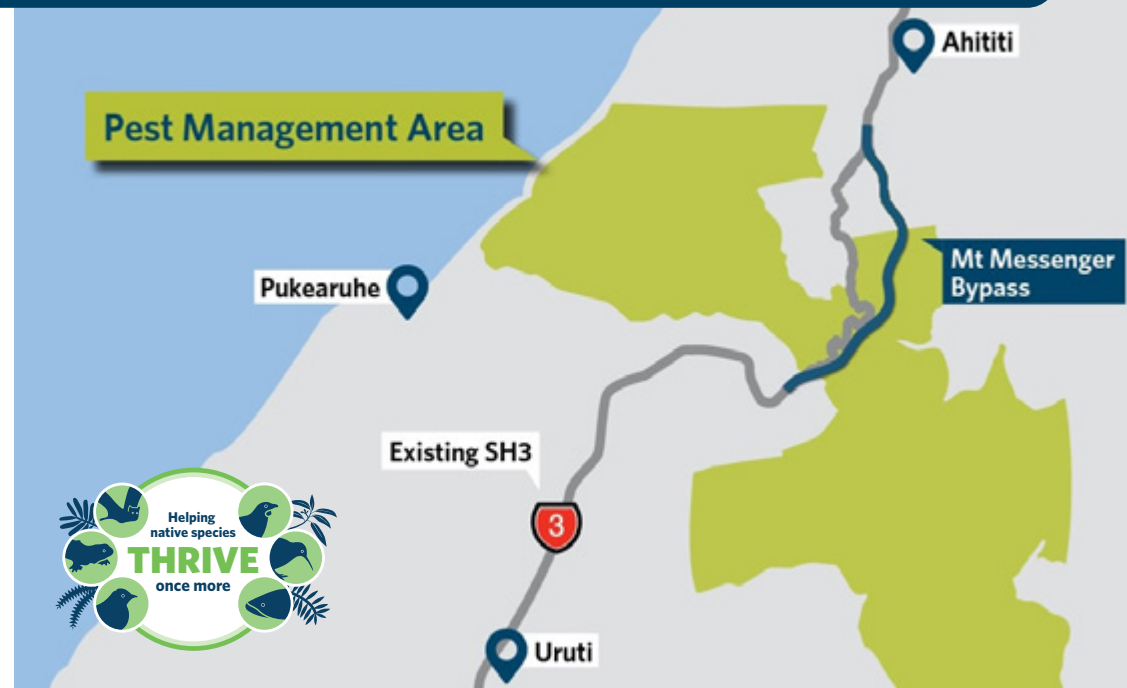 Ahititi
Pest Management Area
Mt Messenger
Bypass
Pukearuhe
Existing SH3
3
Helping
native species
THRIVE
once more
Uruti